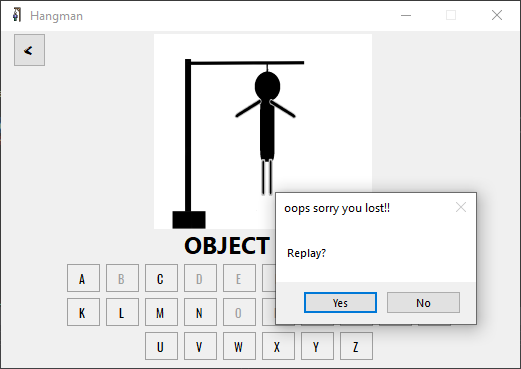 Hangman
<
oops sorry you lost!!
OBJECT
Replay?
A B C D E
Yes No
K L M N O
U V W X Y Z